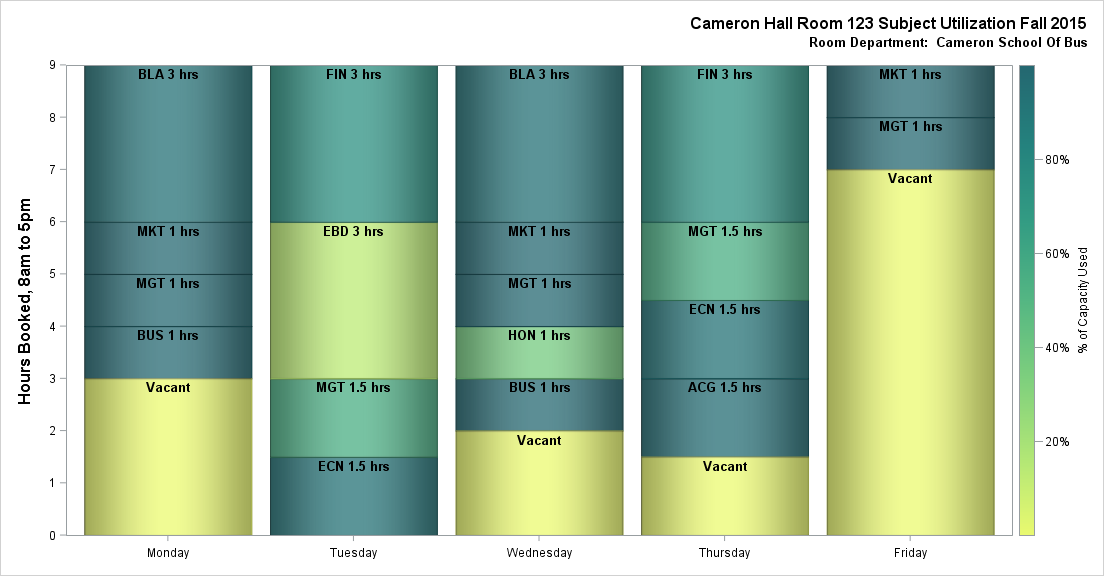 Cameron Hall Room 123 Subject Utilization Fall 2015
Room Department:  Cameron School Of Bus
Hours Booked, 8am to 5pm
9
8
7
6
5
4
3
2
1
0
BLA 3 hrs
MKT 1 hrs
MGT 1 hrs
BUS 1 hrs
Vacant
Monday
FIN 3 hrs
EBD 3 hrs
MGT 1.5 hrs
ECN 1.5 hrs
Tuesday
BLA 3 hrs
MKT 1 hrs
MGT 1 hrs
HON 1 hrs
BUS 1 hrs
Vacant
Wednesday
FIN 3 hrs
MGT 1.5 hrs
ECN 1.5 hrs
ACG 1.5 hrs
Vacant
Thursday
MKT 1 hrs
MGT 1 hrs
Vacant
Friday
80%
60%
40%
20%
% of Capacity Used